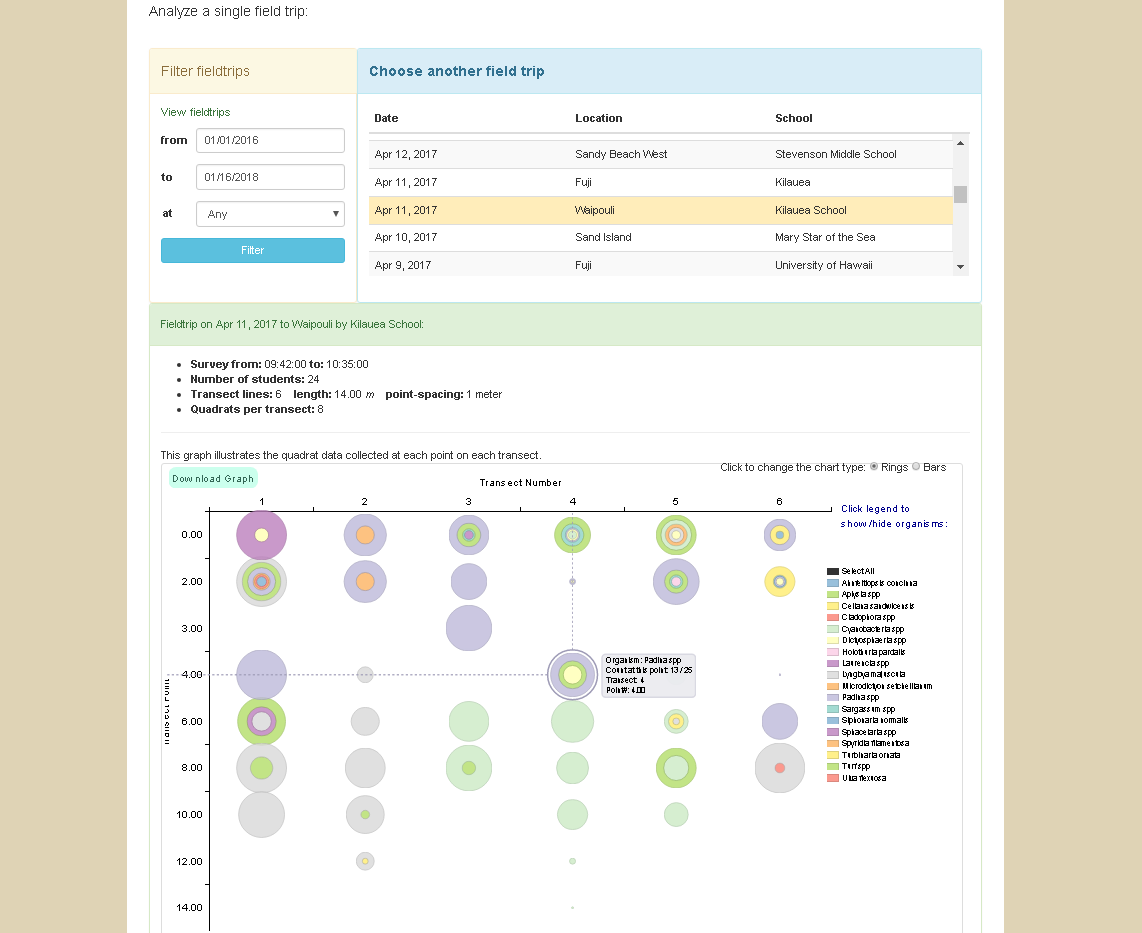 Analyze a single field trip:
Filter fieldtrips
View fieldtrips
from 01/01/2016
to 01/16/2018
at Any
Filter
Choose another field trip
Date Location School
Apr 12, 2017 Sandy Beach West Stevenson Middle School
Apr 11, 2017 Fuji Kilauea
Apr 11, 2017 Waipouli Kilauea School
Apr 10, 2017 Sand Island Mary Star of the Sea
Apr 9, 2017 Fuji University of Hawaii
Fieldtrip on Apr 11, 2017 to Waipouli by Kilauea School:
Survey from: 09:42:00 to: 10:35:00
Number of students: 24
Transect lines: 6 length: 14.00 m point-spacing: 1 meter
Quadrats per transect: 8
This graph illustrates the quadrat data collected at each point on each transect.
Click to change the chart type: Rings Bars
Download Graph
Transect Number
1 2 3 4 5 6
0.00
2.00
3.00
4.00
6.00
8.00
10.00
12.00
14.00
Organism: Padina spp
Count at this point: 13 / 25
Transect: 4
Point#: 4.00
Click legend to
show/hide organisms:
Select All
Ahnfeltiopsis concinna
Aplysia spp
Cellana sandwicensis
Cladophora spp
Cyanobacteria spp
Dictyosphaeria spp
Holothuria pardalis
Laurencia spp
Lyngbya majuscula
Microdictyon setchellianum
Padina spp
Sargassum spp
Siphonaria normalis
Sphacelaria spp
Spyridia filamentosa
Turbinaria ornata
Turf spp
Ulva flexuosa